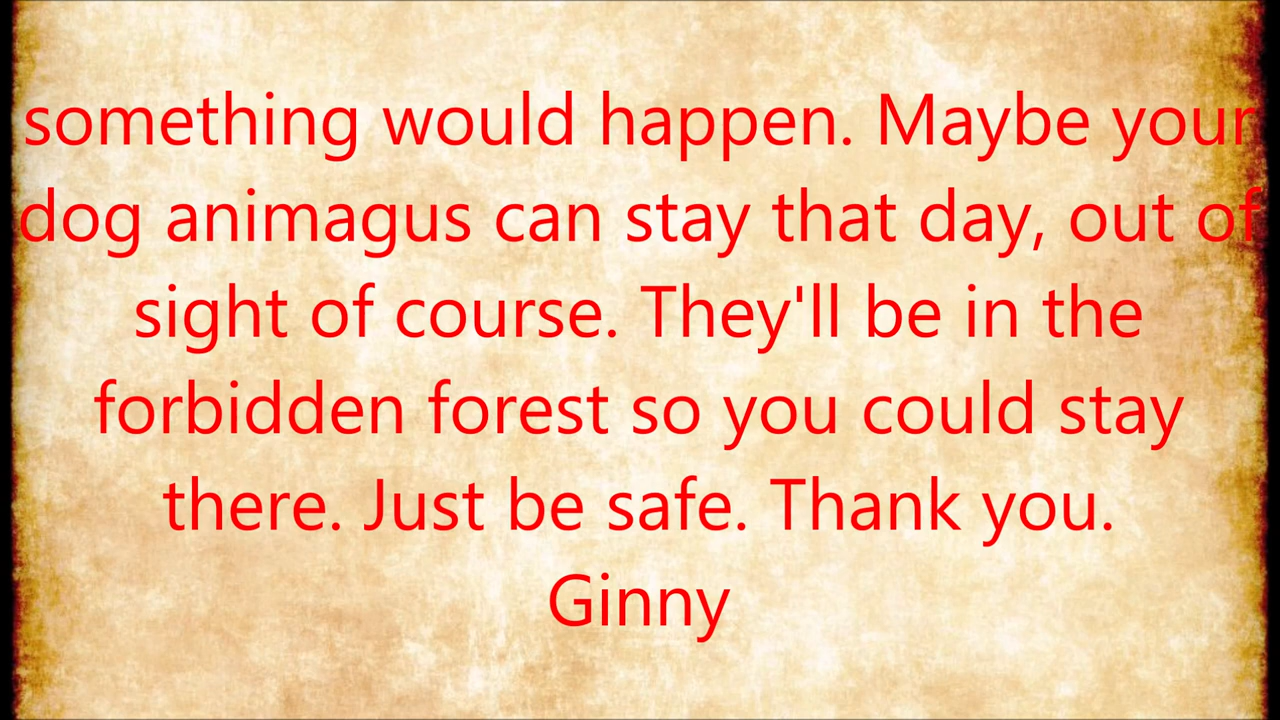 something would happen. Maybe your
dog animagus can stay that day, out of
sight of course. They'll be in the
forbidden forest so you could stay
there. Just be safe. Thank you.
Ginny